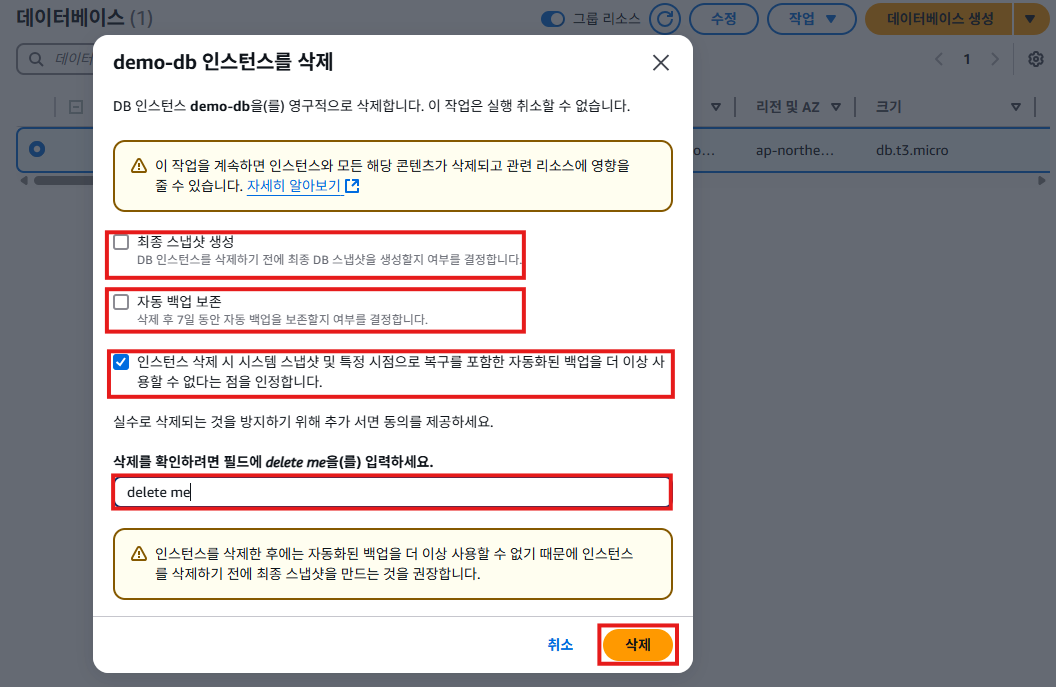 데이터베이스 (1)
그룹 리소스
수정
작업
데이터베이스 생성
데이터
1
리전 및 AZ
크기
o...
ap-northe...
db.t3.micro
demo-db 인스턴스를 삭제
DB 인스턴스 demo-db을(를) 영구적으로 삭제합니다. 이 작업은 실행 취소할 수 없습니다.
이 작업을 계속하면 인스턴스와 모든 해당 콘텐츠가 삭제되고 관련 리소스에 영향을
줄 수 있습니다. 자세히 알아보기
최종 스냅샷 생성
DB 인스턴스를 삭제하기 전에 최종 DB 스냅샷을 생성할지 여부를 결정합니다.
자동 백업 보존
삭제 후 7일 동안 자동 백업을 보존할지 여부를 결정합니다.
인스턴스 삭제 시 시스템 스냅샷 및 특정 시점으로 복구를 포함한 자동화된 백업을 더 이상 사
용할 수 없다는 점을 인정합니다.
실수로 삭제되는 것을 방지하기 위해 추가 서면 동의를 제공하세요.
삭제를 확인하려면 필드에 delete me을(를) 입력하세요.
delete me
인스턴스를 삭제한 후에는 자동화된 백업을 더 이상 사용할 수 없기 때문에 인스턴스
를 삭제하기 전에 최종 스냅샷을 만드는 것을 권장합니다.
취소
삭제